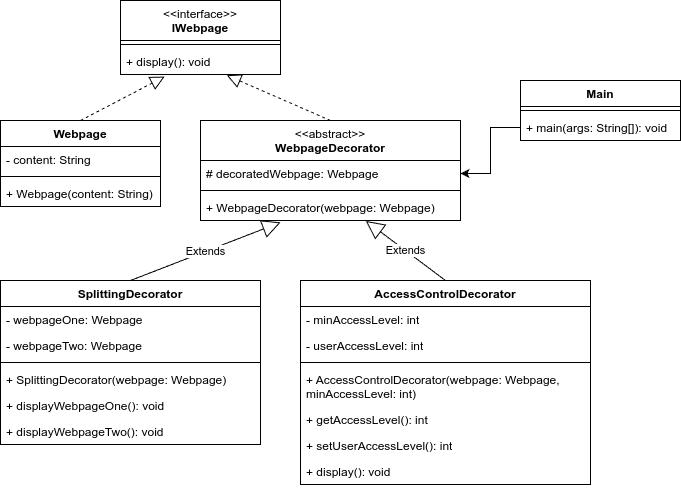 <<interface>>
IWebpage
+ display(): void
Main
+ main(args: String[]): void
Webpage
- content: String
+ Webpage(content: String)
<<abstract>>
WebpageDecorator
# decoratedWebpage: Webpage
+ WebpageDecorator(webpage: Webpage)
Extends
Extends
SplittingDecorator
- webpageOne: Webpage
- webpageTwo: Webpage
+ SplittingDecorator(webpage: Webpage)
+ displayWebpageOne(): void
+ displayWebpageTwo(): void
AccessControlDecorator
- minAccessLevel: int
- userAccessLevel: int
+ AccessControlDecorator(webpage: Webpage,
minAccessLevel: int)
+ getAccessLevel(): int
+ setUserAccessLevel(): int
+ display(): void